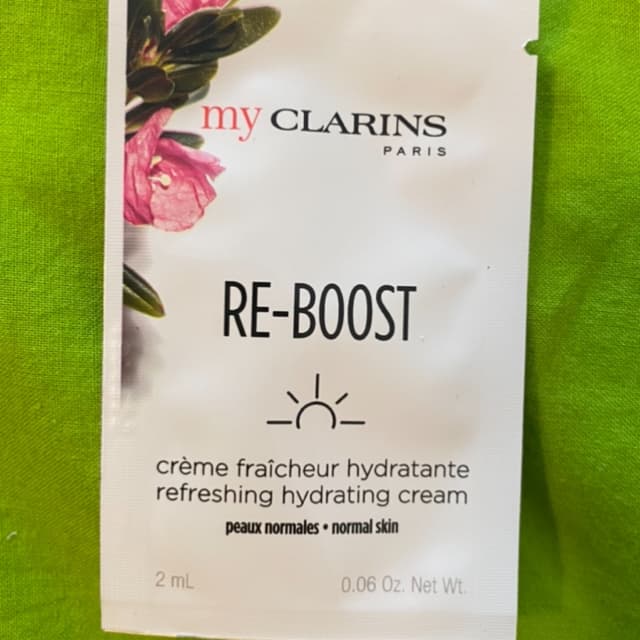 my CLARINS
PARIS
RE-BOOST
crème fraîcheur hydratante
refreshing hydrating cream
peaux normales • normal skin
2 mL 0.06 Oz. Net Wt.